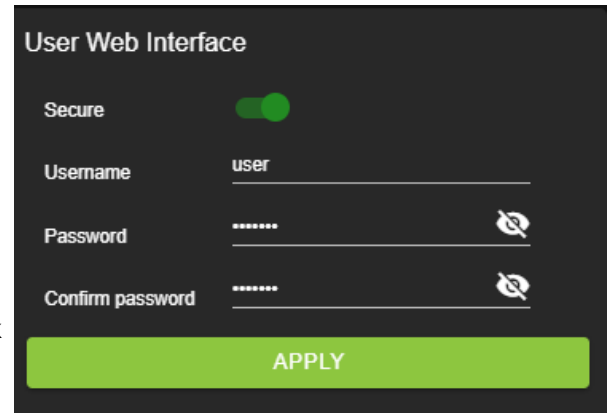 User Web Interface
Secure
Username user
Password •••••••
Confirm password •••••••
APPLY